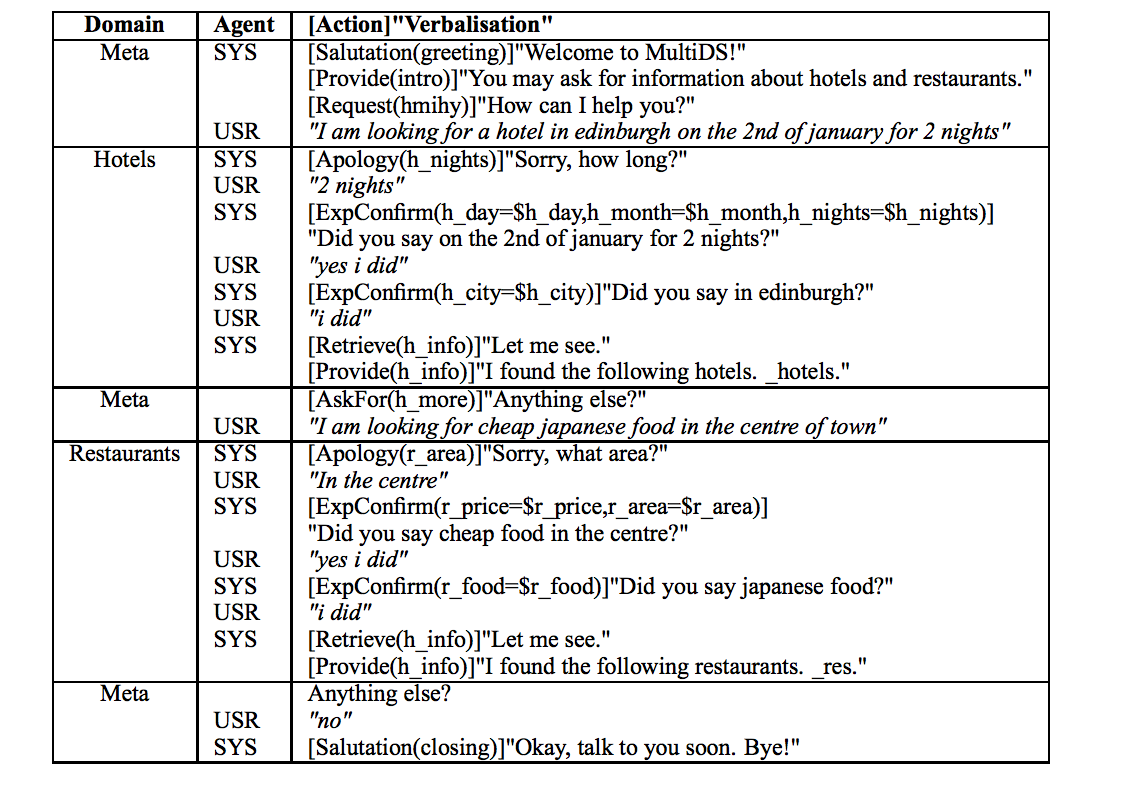 Domain Agent [Action]"Verbalisation"
Meta SYS [Salutation(greeting)]"Welcome to MultiDS!"
[Provide(intro)]"You may ask for information about hotels and restaurants."
[Request(hmihy)]"How can I help you?"
USR "I am looking for a hotel in edinburgh on the 2nd of january for 2 nights"
Hotels SYS [Apology(h_nights)]"Sorry, how long?"
USR "2 nights"
SYS [ExpConfirm(h_day=$h_day,h_month=$h_month,h_nights=$h_nights)]
"Did you say on the 2nd of january for 2 nights?"
USR "yes i did"
SYS [ExpConfirm(h_city=$h_city)]"Did you say in edinburgh?"
USR "i did"
SYS [Retrieve(h_info)]"Let me see."
[Provide(h_info)]"I found the following hotels. _hotels."
Meta [AskFor(h_more)]"Anything else?"
USR "I am looking for cheap japanese food in the centre of town"
Restaurants SYS [Apology(r_area)]"Sorry, what area?"
USR "In the centre"
SYS [ExpConfirm(r_price=$r_price,r_area=$r_area)]
"Did you say cheap food in the centre?"
USR "yes i did"
SYS [ExpConfirm(r_food=$r_food)]"Did you say japanese food?"
USR "i did"
SYS [Retrieve(h_info)]"Let me see."
[Provide(h_info)]"I found the following restaurants. _res."
Meta Anything else?
USR "no"
SYS [Salutation(closing)]"Okay, talk to you soon. Bye!"